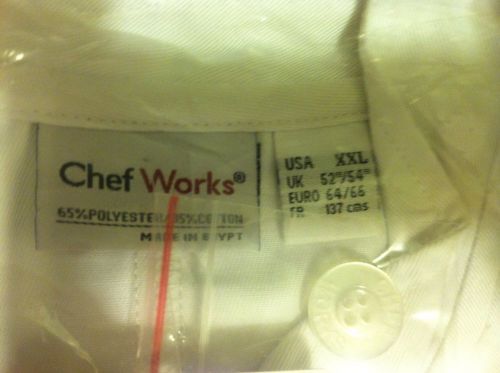 Chef Works®
65% POLYESTER/35% COTTON
MADE IN EGYPT
USA XXL
UK 52"/54"
EURO 64/66
FR 137 cms